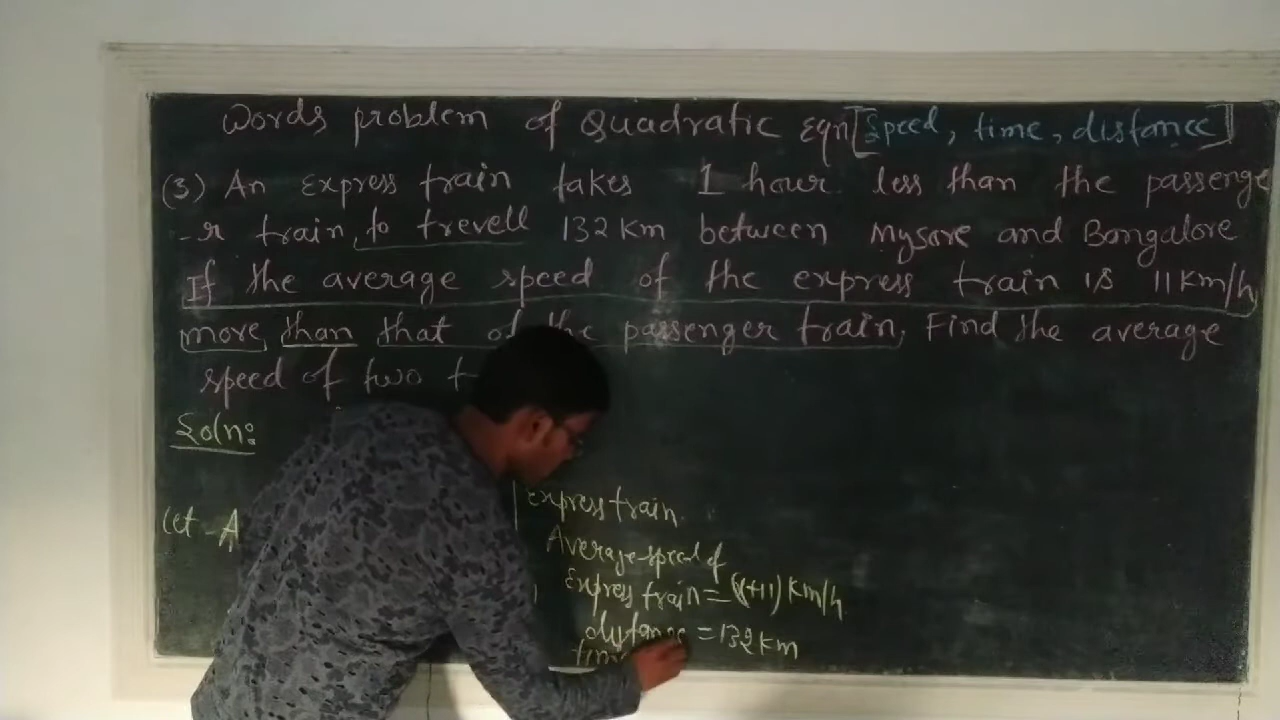 Words problem of Quadratic Eqn [Speed, time, distance]
(3) An Express train takes 1 hour less than the passenge
-r train, to trevell 132 km between Mysore and Bangalore
If the average speed of the express train is 11 km/h
more than that of the passenger train, Find the average
speed of two t
Soln:
express train.
Let A
Average speed of
Express train = (x+11) km/h
distance = 132 km
time